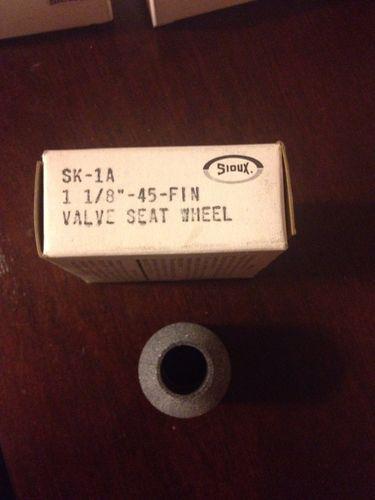 SK-1A
SIOUX.
1 1/8"-45-FIN
VALVE SEAT WHEEL